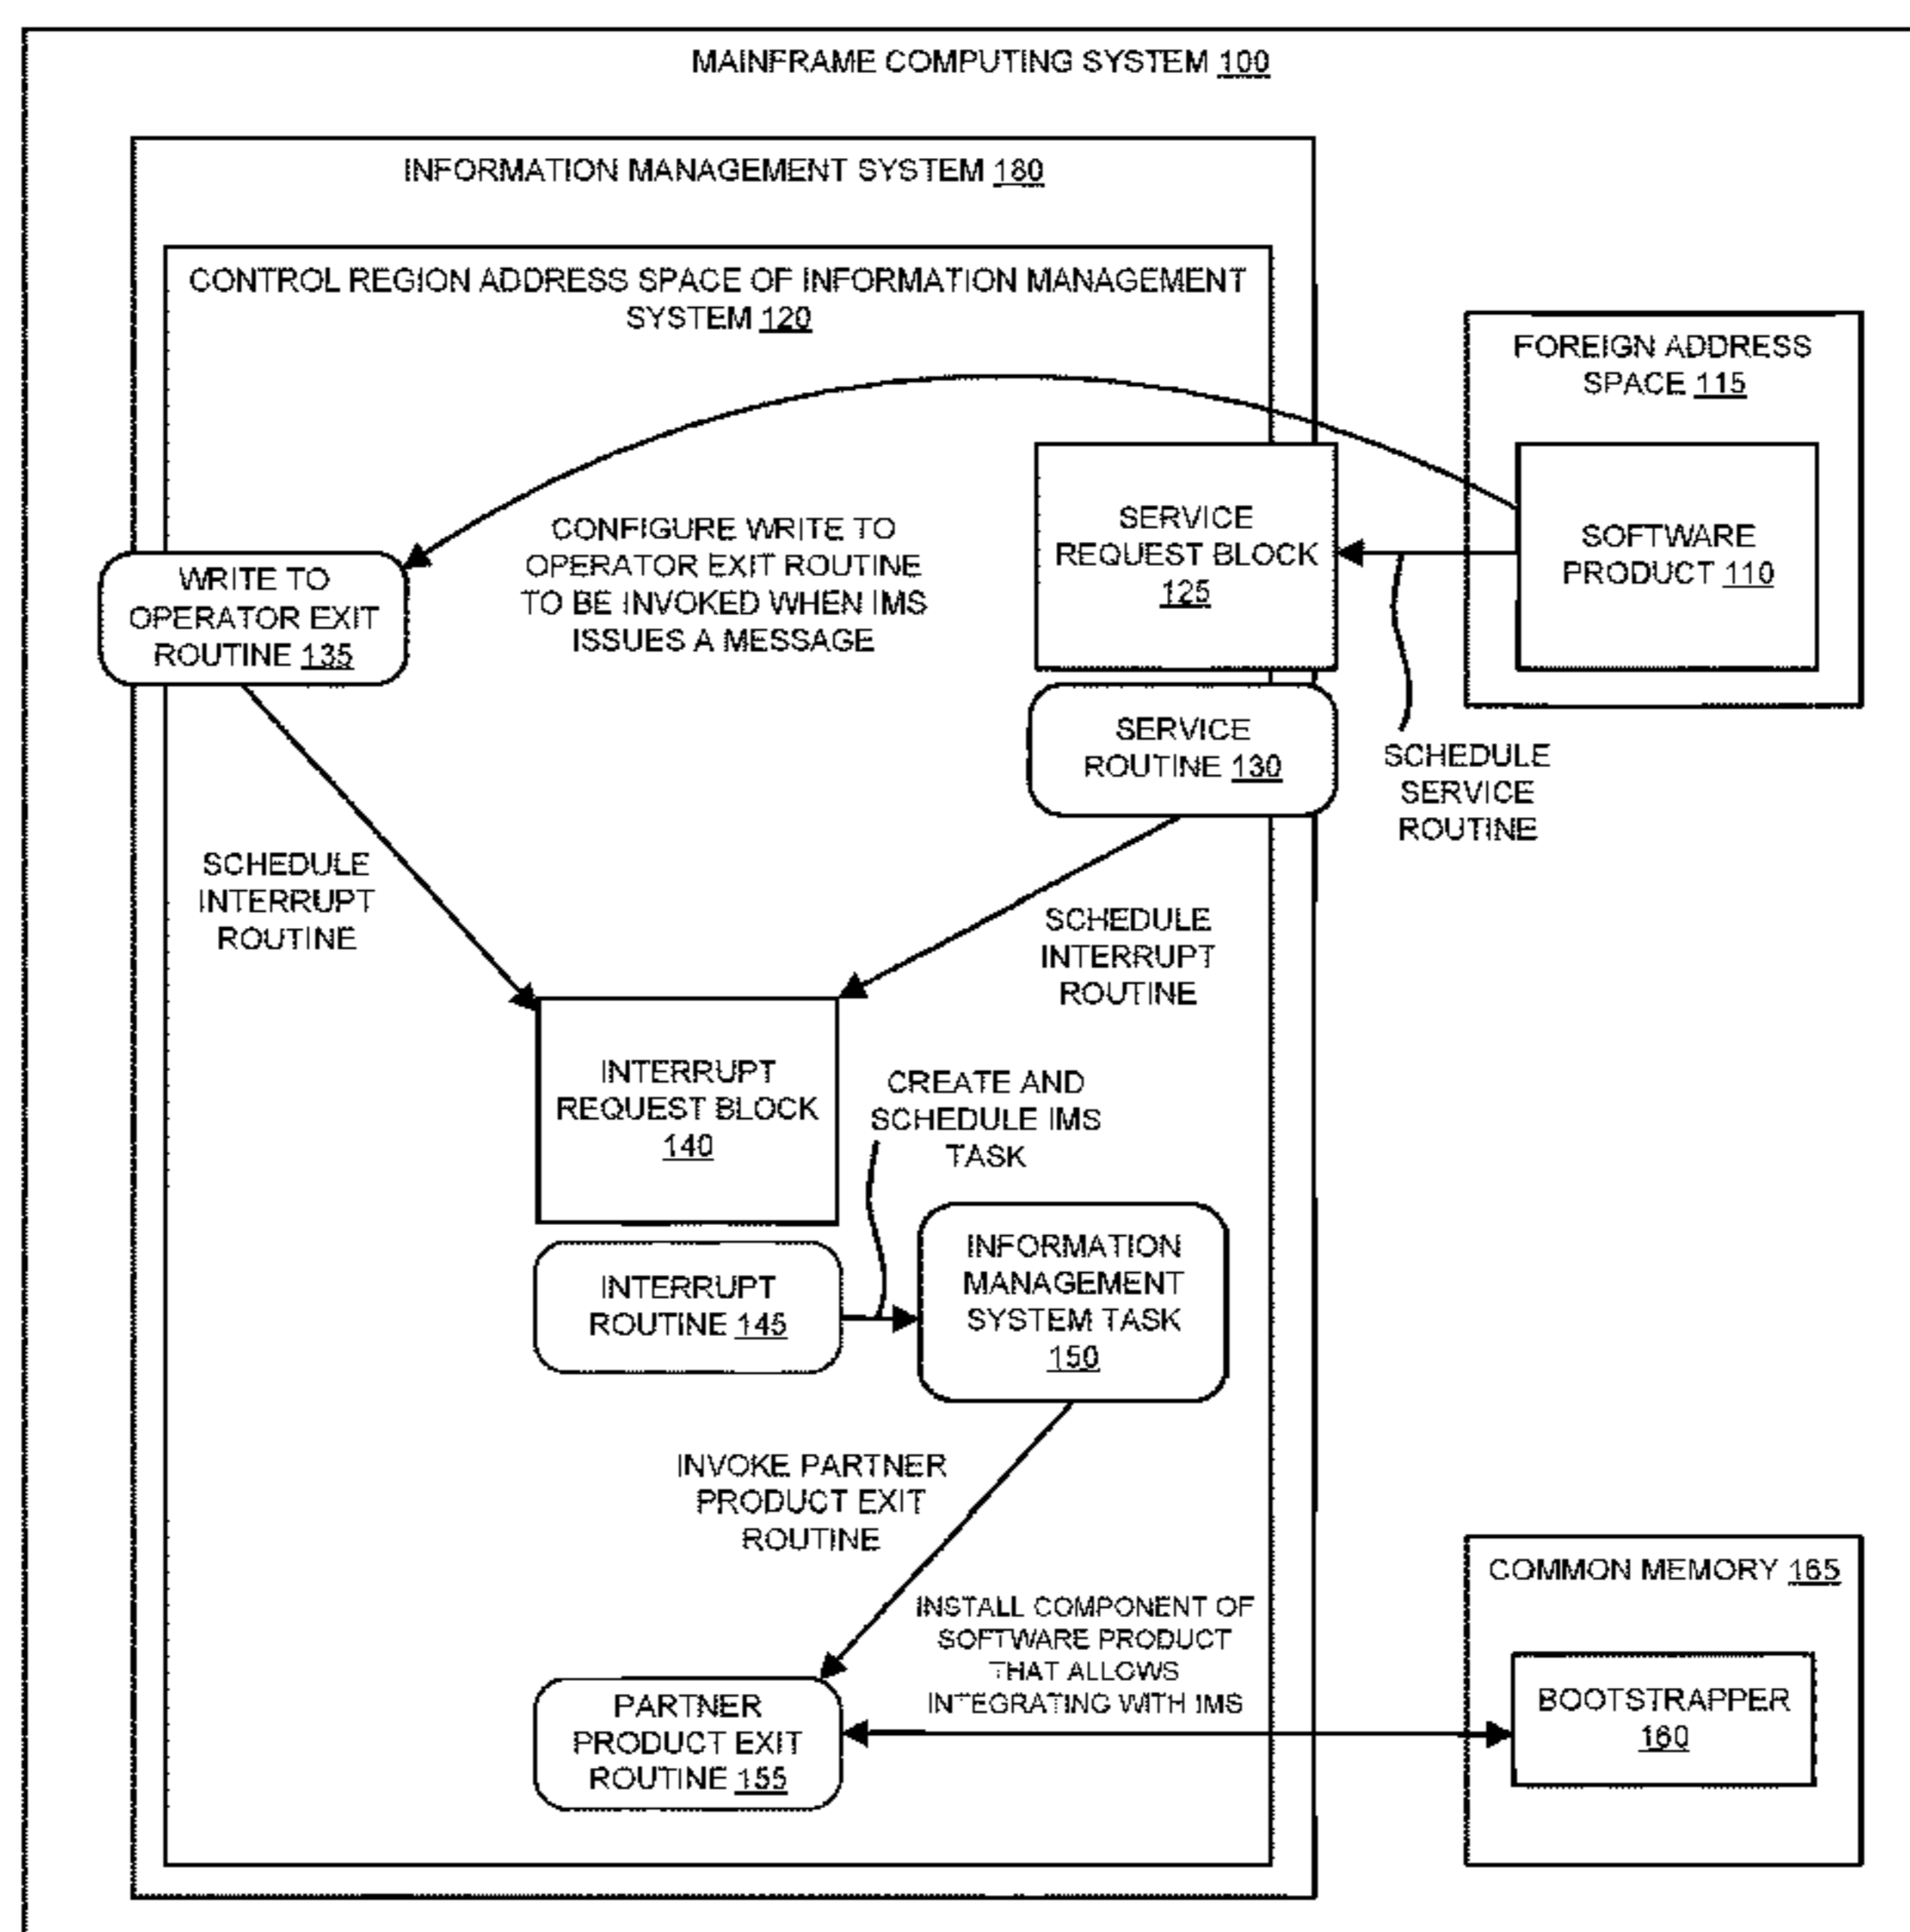 MAINFRAME COMPUTING SYSTEM 100
INFORMATION MANAGEMENT SYSTEM 180
CONTROL REGION ADDRESS SPACE OF INFORMATION MANAGEMENT
SYSTEM 120
FOREIGN ADDRESS
SPACE 115
SOFTWARE
PRODUCT 110
SERVICE
REQUEST BLOCK
125
CONFIGURE WRITE TO
OPERATOR EXIT ROUTINE
TO BE INVOKED WHEN IMS
ISSUES A MESSAGE
WRITE TO
OPERATOR EXIT
ROUTINE 135
SERVICE
ROUTINE 130
SCHEDULE
SERVICE
ROUTINE
SCHEDULE
INTERRUPT
ROUTINE
SCHEDULE
INTERRUPT
ROUTINE
INTERRUPT
REQUEST BLOCK
140
CREATE AND
SCHEDULE IMS
TASK
INTERRUPT
ROUTINE 145
INFORMATION
MANAGEMENT
SYSTEM TASK
150
INVOKE PARTNER
PRODUCT EXIT
ROUTINE
INSTALL COMPONENT OF
SOFTWARE PRODUCT
THAT ALLOWS
INTEGRATING WITH IMS
PARTNER
PRODUCT EXIT
ROUTINE 155
COMMON MEMORY 165
BOOTSTRAPPER
160